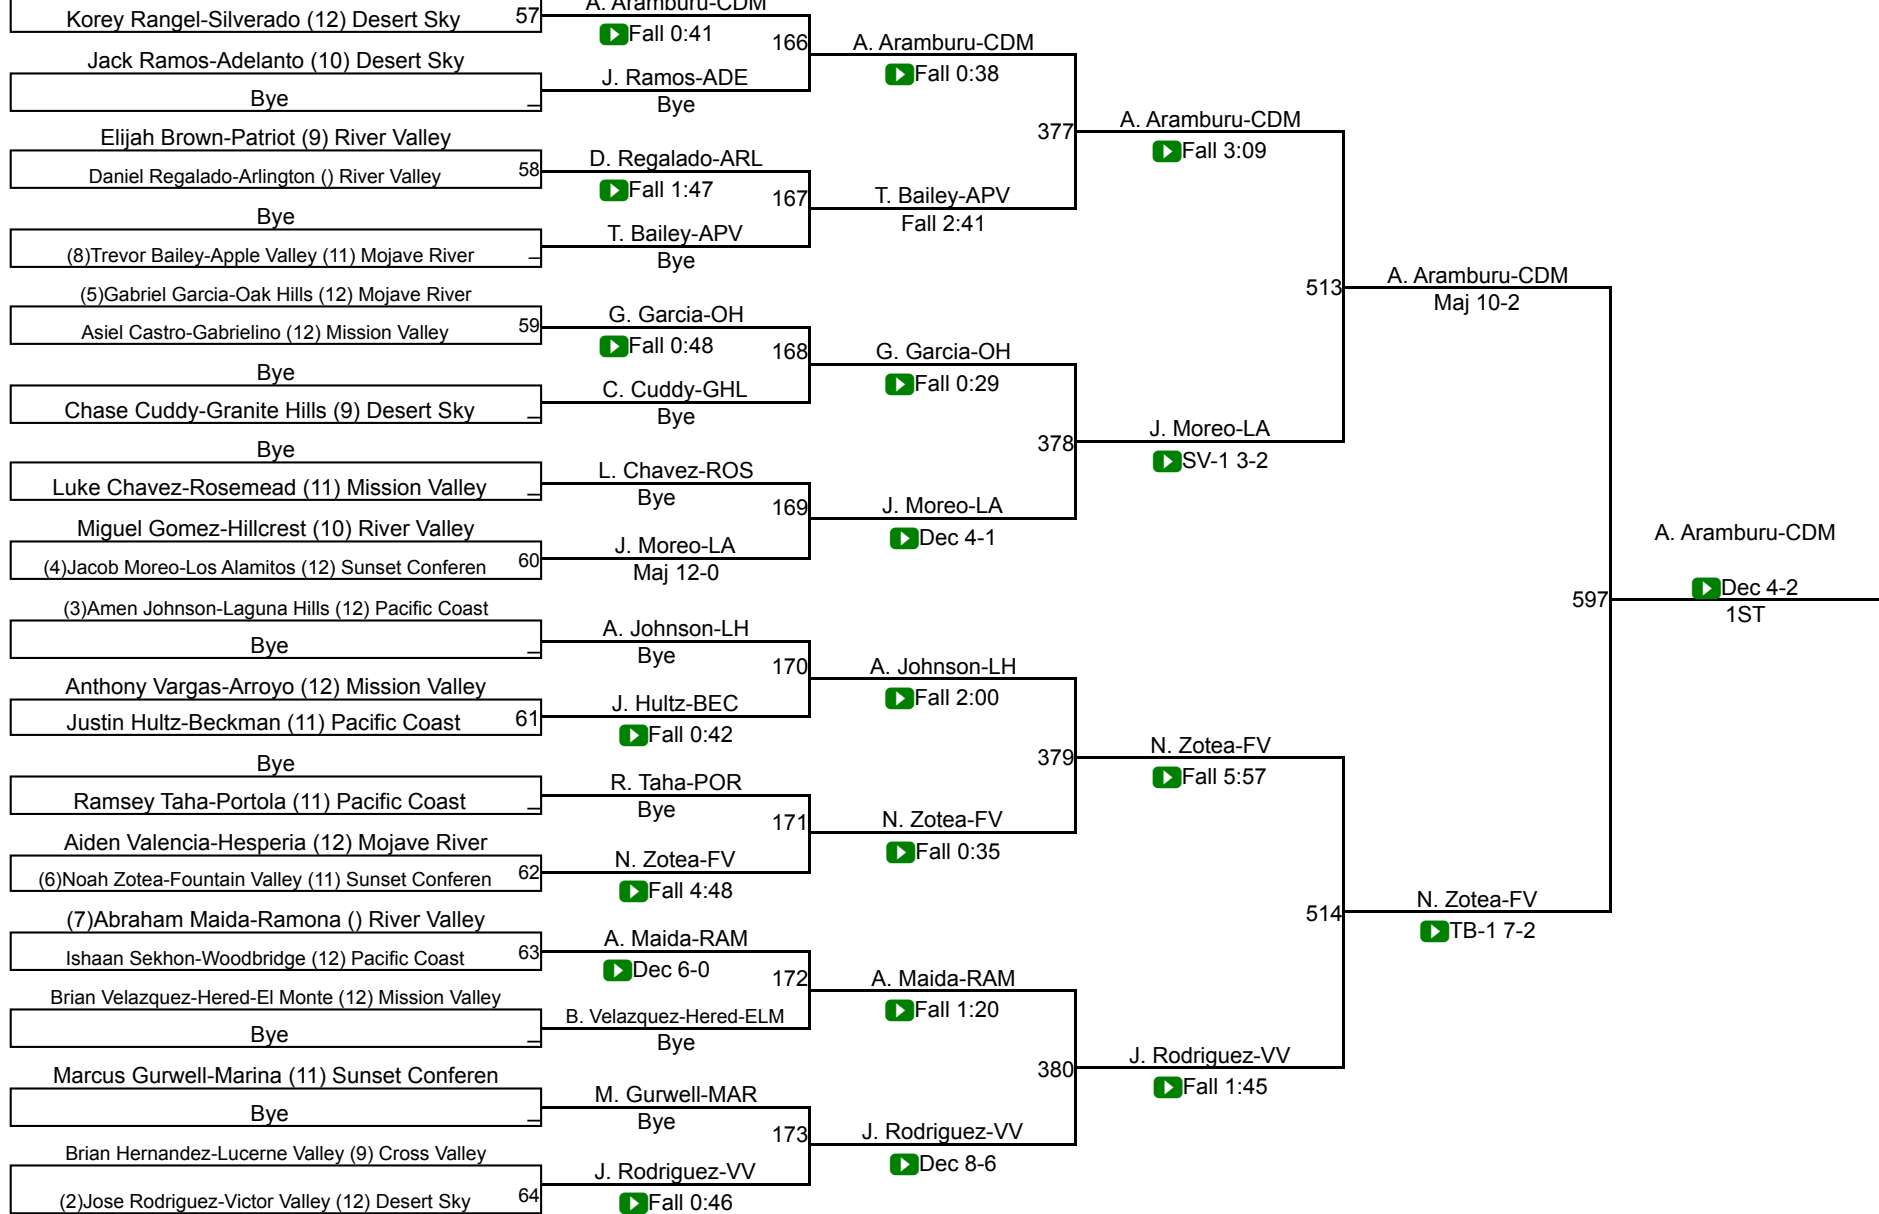 A. Aramburu-CDM
Korey Rangel-Silverado (12) Desert Sky
57
Fall 0:41
166
A. Aramburu-CDM
Jack Ramos-Adelanto (10) Desert Sky
J. Ramos-ADE
Fall 0:38
Bye
_
Bye
377
A. Aramburu-CDM
Elijah Brown-Patriot (9) River Valley
D. Regalado-ARL
Fall 3:09
Daniel Regalado-Arlington () River Valley
58
Fall 1:47
167
T. Bailey-APV
Bye
T. Bailey-APV
Fall 2:41
(8)Trevor Bailey-Apple Valley (11) Mojave River
_
Bye
513
A. Aramburu-CDM
Maj 10-2
(5)Gabriel Garcia-Oak Hills (12) Mojave River
G. Garcia-OH
Asiel Castro-Gabrielino (12) Mission Valley
59
Fall 0:48
168
G. Garcia-OH
Bye
C. Cuddy-GHL
Fall 0:29
Chase Cuddy-Granite Hills (9) Desert Sky
_
Bye
378
J. Moreo-LA
SV-1 3-2
Bye
L. Chavez-ROS
Luke Chavez-Rosemead (11) Mission Valley
_
Bye
169
J. Moreo-LA
Miguel Gomez-Hillcrest (10) River Valley
J. Moreo-LA
Dec 4-1
(4)Jacob Moreo-Los Alamitos (12) Sunset Conferen
60
Maj 12-0
A. Aramburu-CDM
597
Dec 4-2
1ST
(3)Amen Johnson-Laguna Hills (12) Pacific Coast
A. Johnson-LH
Bye
_
Bye
170
A. Johnson-LH
Anthony Vargas-Arroyo (12) Mission Valley
J. Hultz-BEC
Fall 2:00
Justin Hultz-Beckman (11) Pacific Coast
61
Fall 0:42
379
N. Zotea-FV
Fall 5:57
Bye
R. Taha-POR
Ramsey Taha-Portola (11) Pacific Coast
_
Bye
171
N. Zotea-FV
Aiden Valencia-Hesperia (12) Mojave River
N. Zotea-FV
Fall 0:35
(6)Noah Zotea-Fountain Valley (11) Sunset Conferen
62
Fall 4:48
514
N. Zotea-FV
TB-1 7-2
(7)Abraham Maida-Ramona () River Valley
A. Maida-RAM
Ishaan Sekhon-Woodbridge (12) Pacific Coast
63
Dec 6-0
172
A. Maida-RAM
Brian Velazquez-Hered-El Monte (12) Mission Valley
B. Velazquez-Hered-ELM
Fall 1:20
Bye
_
Bye
380
J. Rodriguez-VV
Fall 1:45
Marcus Gurwell-Marina (11) Sunset Conferen
M. Gurwell-MAR
Bye
_
Bye
173
J. Rodriguez-VV
Brian Hernandez-Lucerne Valley (9) Cross Valley
J. Rodriguez-VV
Dec 8-6
(2)Jose Rodriguez-Victor Valley (12) Desert Sky
64
Fall 0:46